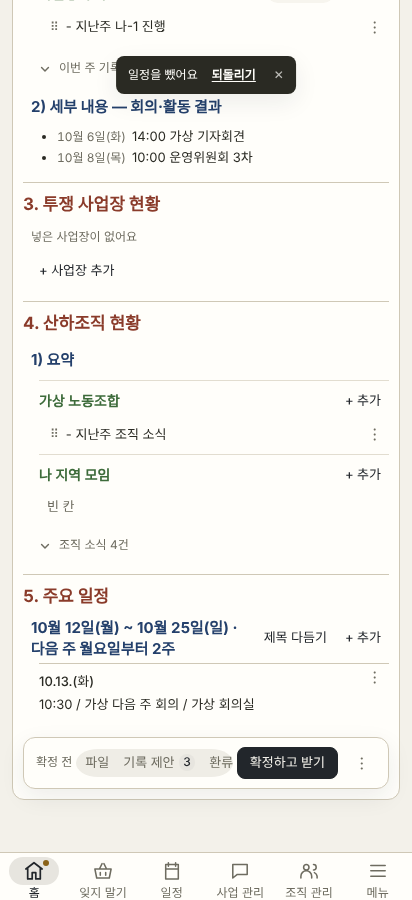 - 지난주 나-1 진행
이번 주 기록
일정을 뺐어요 되돌리기 ×
2) 세부 내용 — 회의·활동 결과
• 10월 6일(화) 14:00 가상 기자회견
• 10월 8일(목) 10:00 운영위원회 3차
3. 투쟁 사업장 현황
넣은 사업장이 없어요
+ 사업장 추가
4. 산하조직 현황
1) 요약
가상 노동조합 + 추가
- 지난주 조직 소식
나 지역 모임 + 추가
빈 칸
조직 소식 4건
5. 주요 일정
10월 12일(월) ~ 10월 25일(일) ·
다음 주 월요일부터 2주
제목 다듬기 + 추가
10.13.(화)
10:30 / 가상 다음 주 회의 / 가상 회의실
확정 전 파일 기록 제안 3 환류 확정하고 받기
홈 잊지 말기 일정 사업 관리 조직 관리 메뉴